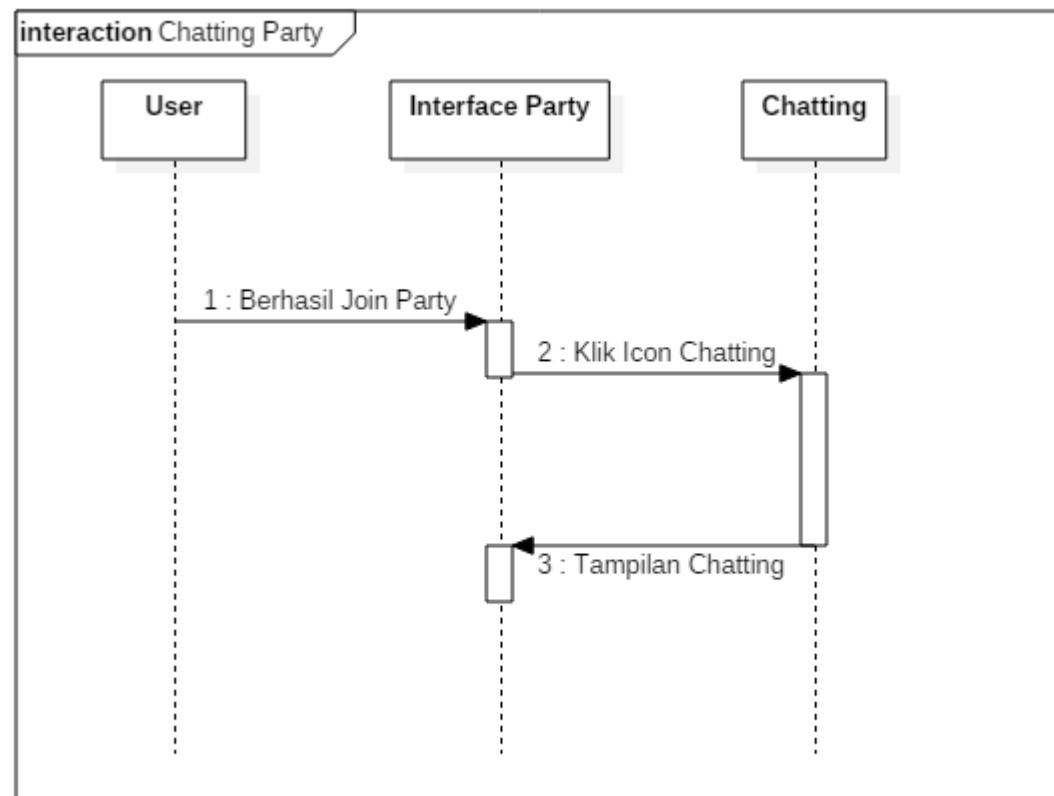 interaction Chatting Party
User
Interface Party
Chatting
1 : Berhasil Join Party
2 : Klik Icon Chatting
3 : Tampilan Chatting